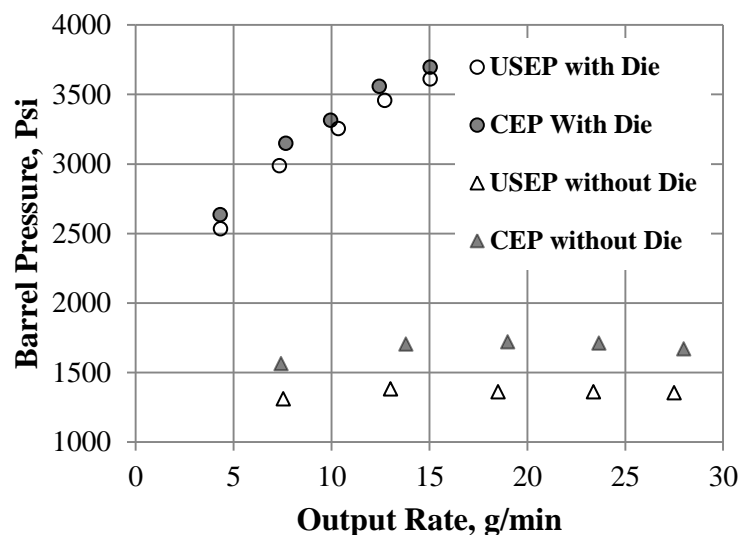 4000
3500
3000
2500
2000
1500
1000
Barrel Pressure, Psi
USEP with Die
CEP With Die
USEP without Die
CEP without Die
0 5 10 15 20 25 30
Output Rate, g/min